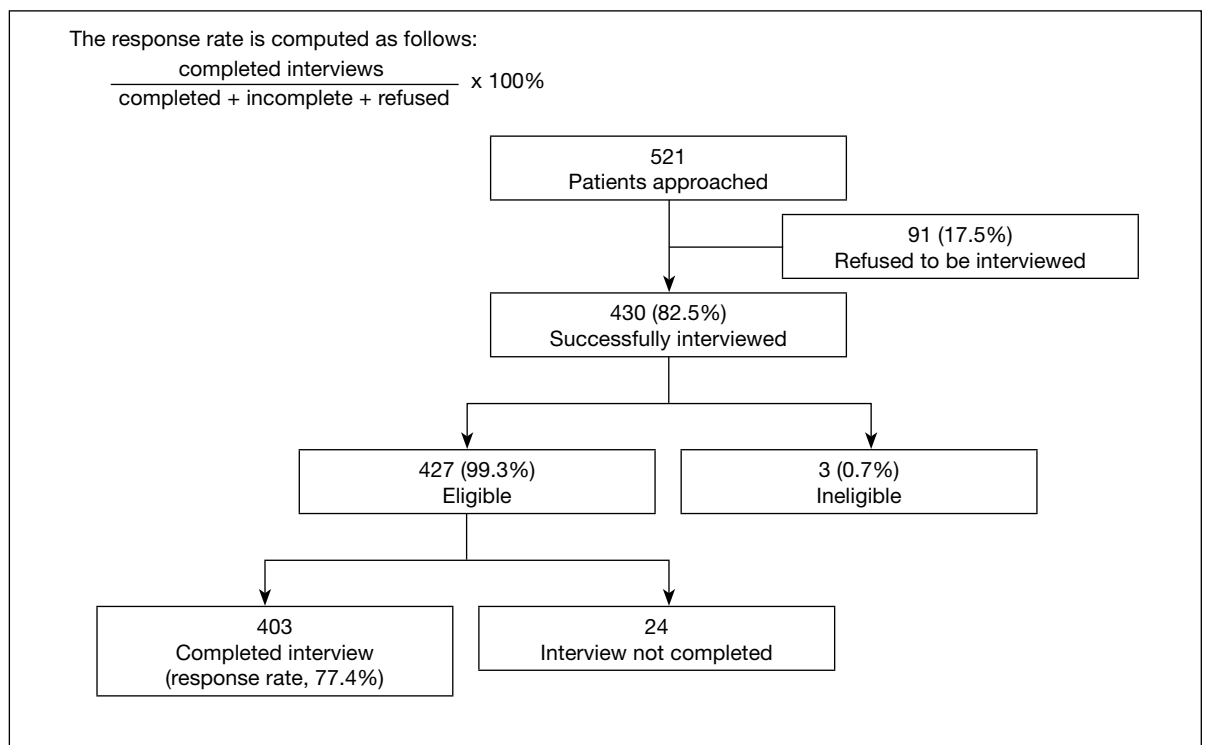 The response rate is computed as follows:
completed interviews
completed + incomplete + refused
x 100%
521
Patients approached
91 (17.5%)
Refused to be interviewed
430 (82.5%)
Successfully interviewed
427 (99.3%)
Eligible
3 (0.7%)
Ineligible
403
Completed interview
(response rate, 77.4%)
24
Interview not completed